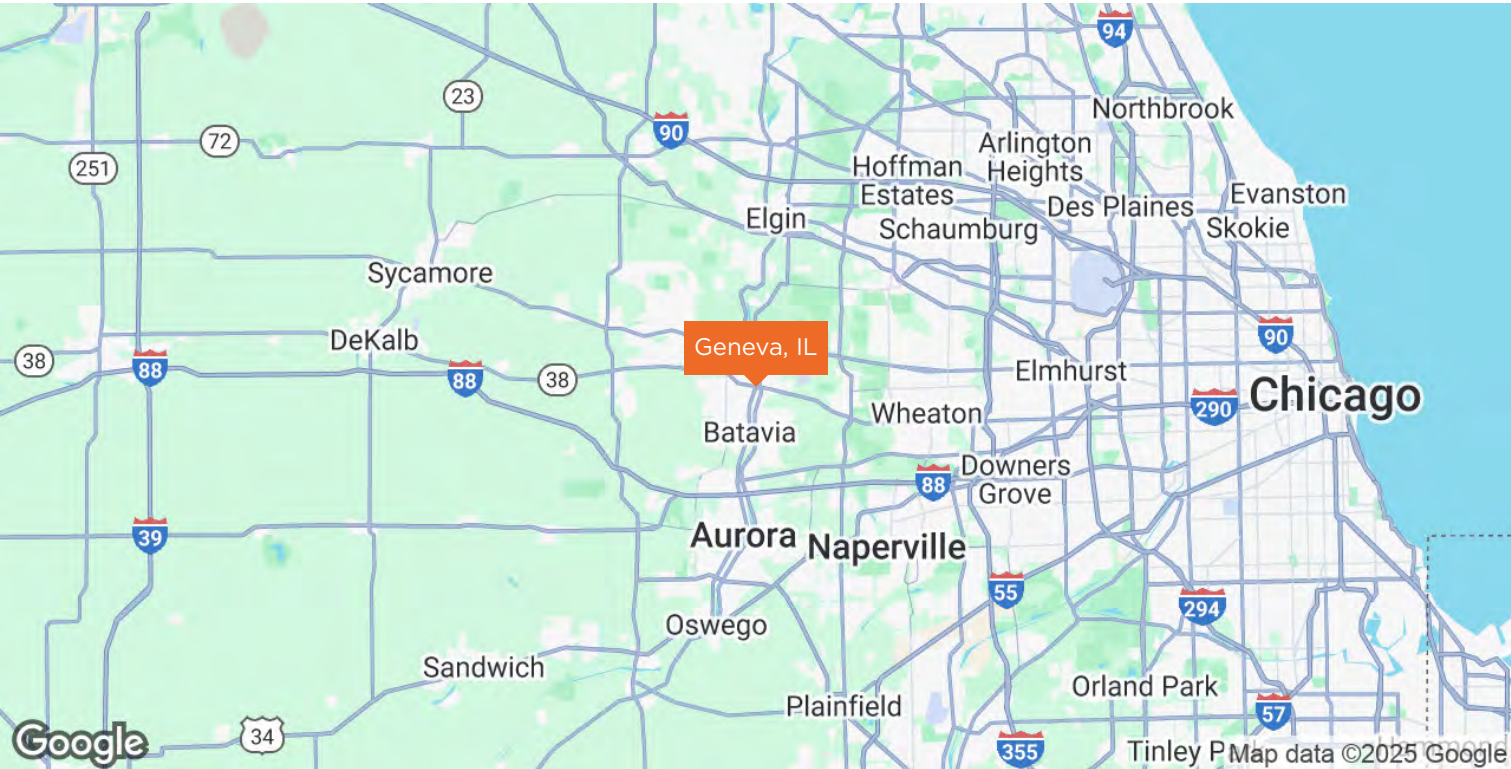 94
23
Northbrook
90
72
Arlington
Heights
251
Hoffman
Estates
Evanston
Des Plaines
Elgin
Schaumburg
Skokie
Sycamore
90
DeKalb
Geneva, IL
38
88
88
38
Elmhurst
Chicago
290
Wheaton
Batavia
Downers
Grove
88
39
Aurora
Naperville
55
294
Oswego
Sandwich
Orland Park
Plainfield
57
34
Google
355
Tinley P
Map data ©2025 Google